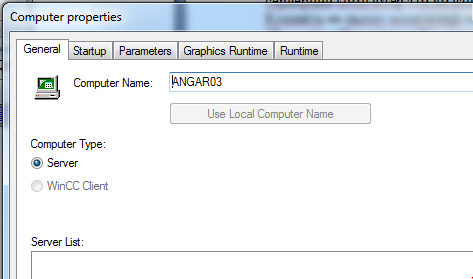 Computer properties
General Startup Parameters Graphics Runtime Runtime
Computer Name: ANGAR03
Use Local Computer Name
Computer Type:
Server
WinCC Client
Server List: